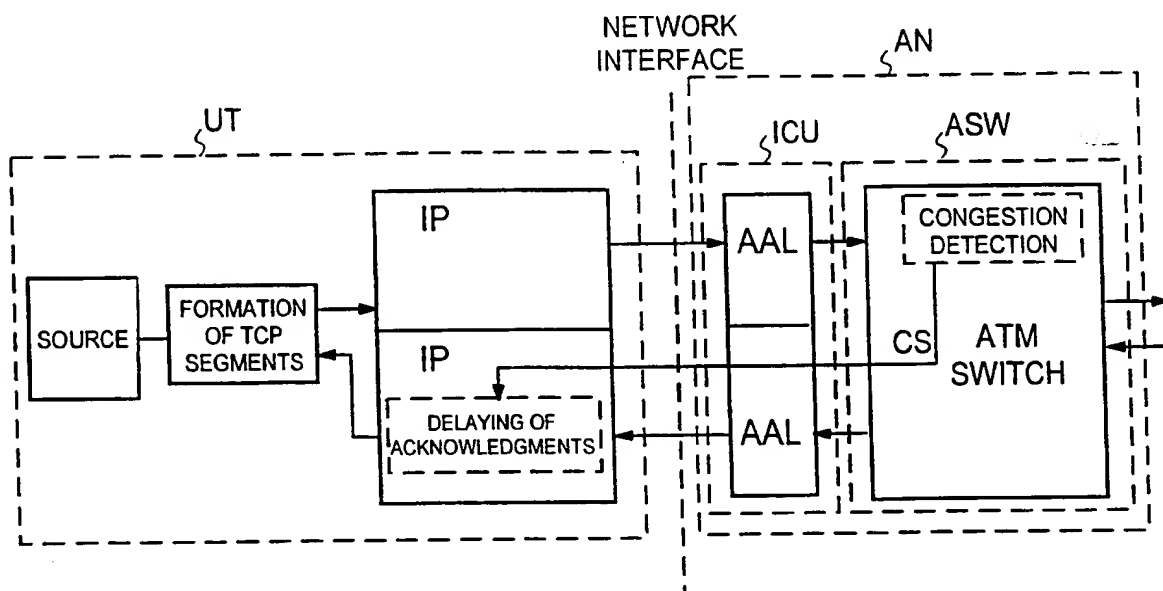 NETWORK
INTERFACE
AN
UT
ICU
ASW
IP
AAL
CONGESTION
DETECTION
SOURCE
FORMATION
OF TCP
SEGMENTS
IP
CS
ATM
SWITCH
DELAYING OF
ACKNOWLEDGMENTS
AAL